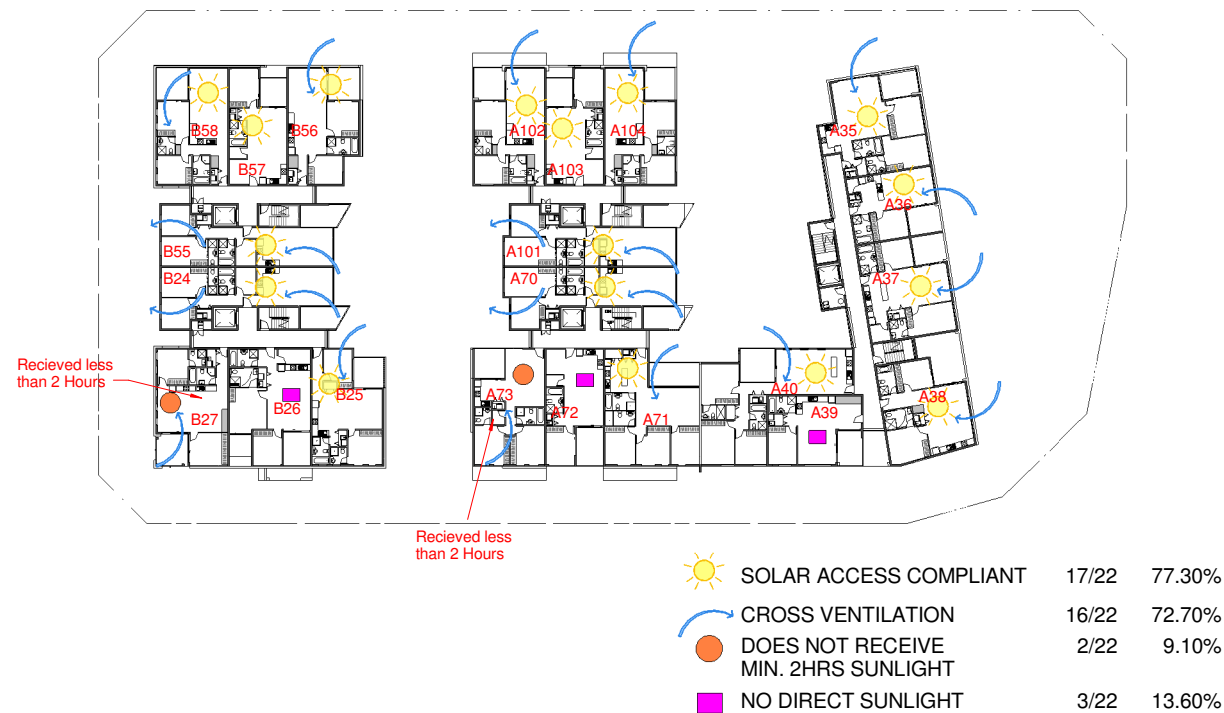 B58
B56
B57
A102
A104
A103
A35
A36
B55
B24
A101
A70
A37
Recieved less
than 2 Hours
B27
B26
B25
A73
A72
A71
A40
A39
A38
Recieved less
than 2 Hours
SOLAR ACCESS COMPLIANT 17/22 77.30%
CROSS VENTILATION 16/22 72.70%
DOES NOT RECEIVE 2/22 9.10%
MIN. 2HRS SUNLIGHT
NO DIRECT SUNLIGHT 3/22 13.60%